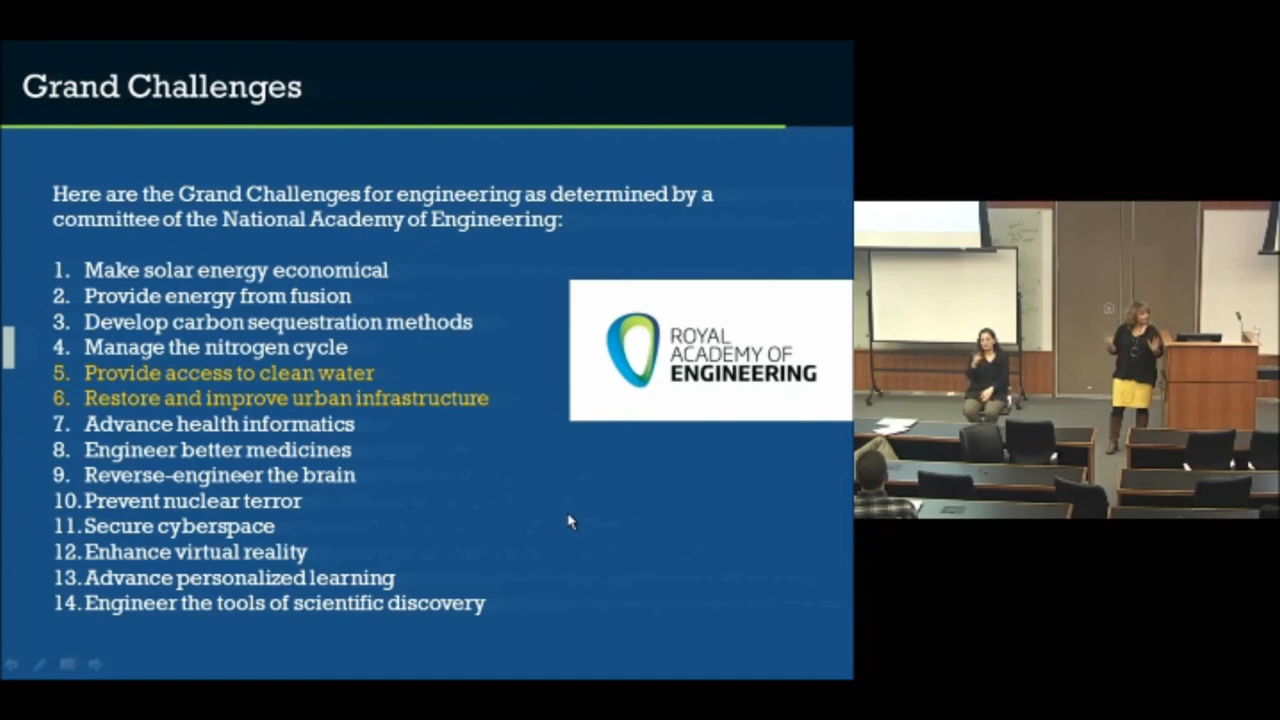 Grand Challenges
Here are the Grand Challenges for engineering as determined by a
committee of the National Academy of Engineering:
1. Make solar energy economical
2. Provide energy from fusion
3. Develop carbon sequestration methods
4. Manage the nitrogen cycle
5. Provide access to clean water
6. Restore and improve urban infrastructure
7. Advance health informatics
8. Engineer better medicines
9. Reverse-engineer the brain
10. Prevent nuclear terror
11. Secure cyberspace
12. Enhance virtual reality
13. Advance personalized learning
14. Engineer the tools of scientific discovery
ROYAL
ACADEMY OF
ENGINEERING